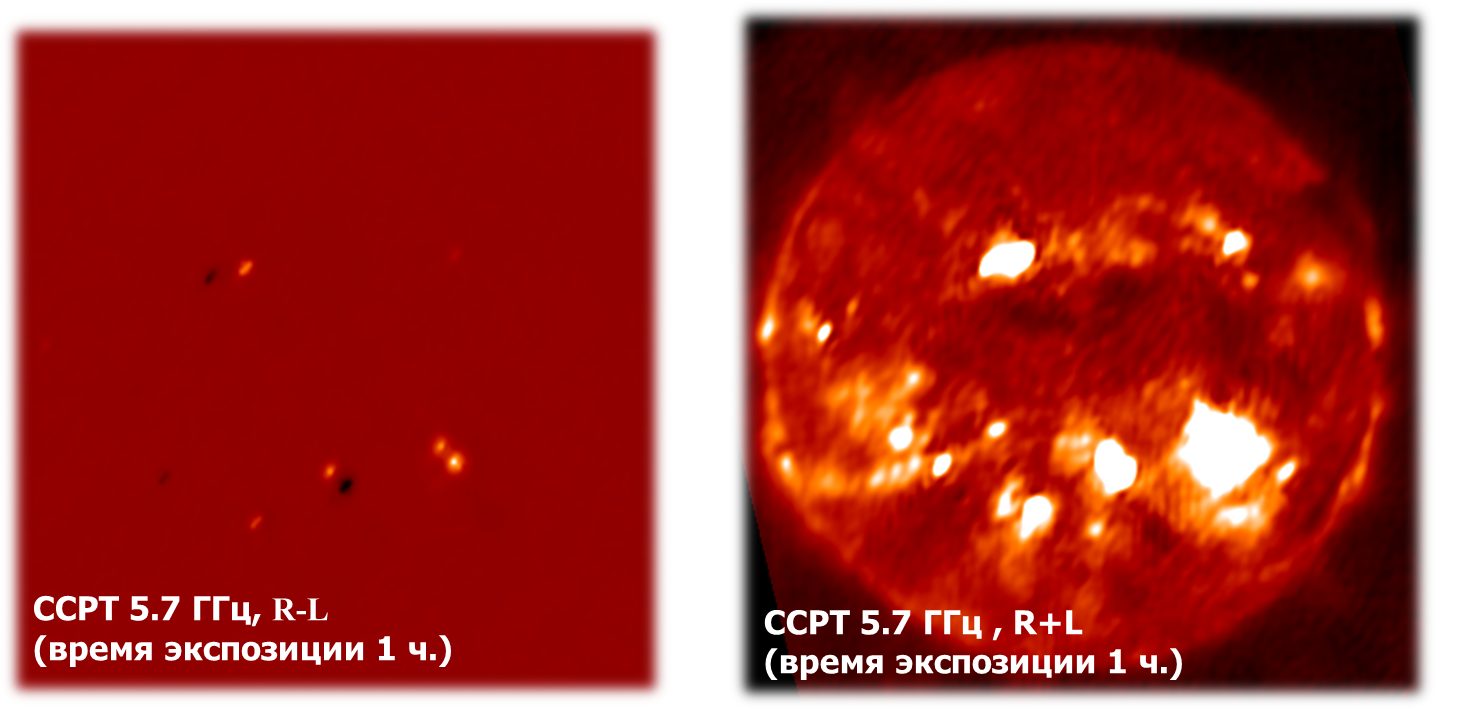 ССРТ 5.7 ГГц, R-L
(время экспозиции 1 ч.)
ССРТ 5.7 ГГц , R+L
(время экспозиции 1 ч.)